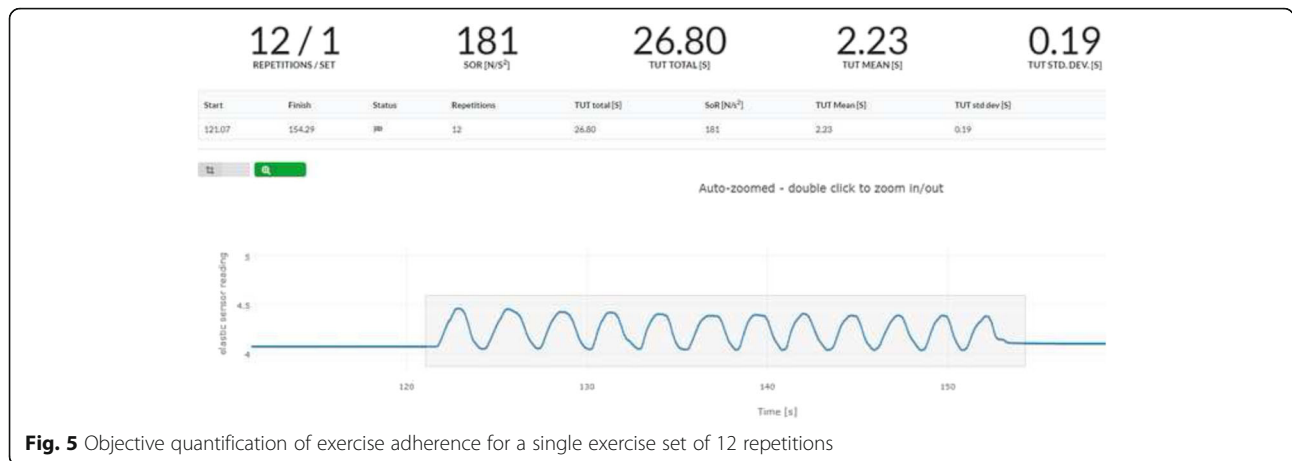 12 / 1 181 26.80 2.23 0.19
REPETITIONS / SET SOR [N/S²] TUT TOTAL [S] TUT MEAN [S] TUT STD. DEV. [S]
Start Finish Status Repetitions TUT total [S] SoR [N/s²] TUT Mean [S] TUT std dev [S]
121.07 154.29 12 26.80 181 2.23 0.19
Auto-zoomed - double click to zoom in/out
elastic sensor reading
5
4.5
4
120 130 140 150
Time [s]
Fig. 5 Objective quantification of exercise adherence for a single exercise set of 12 repetitions